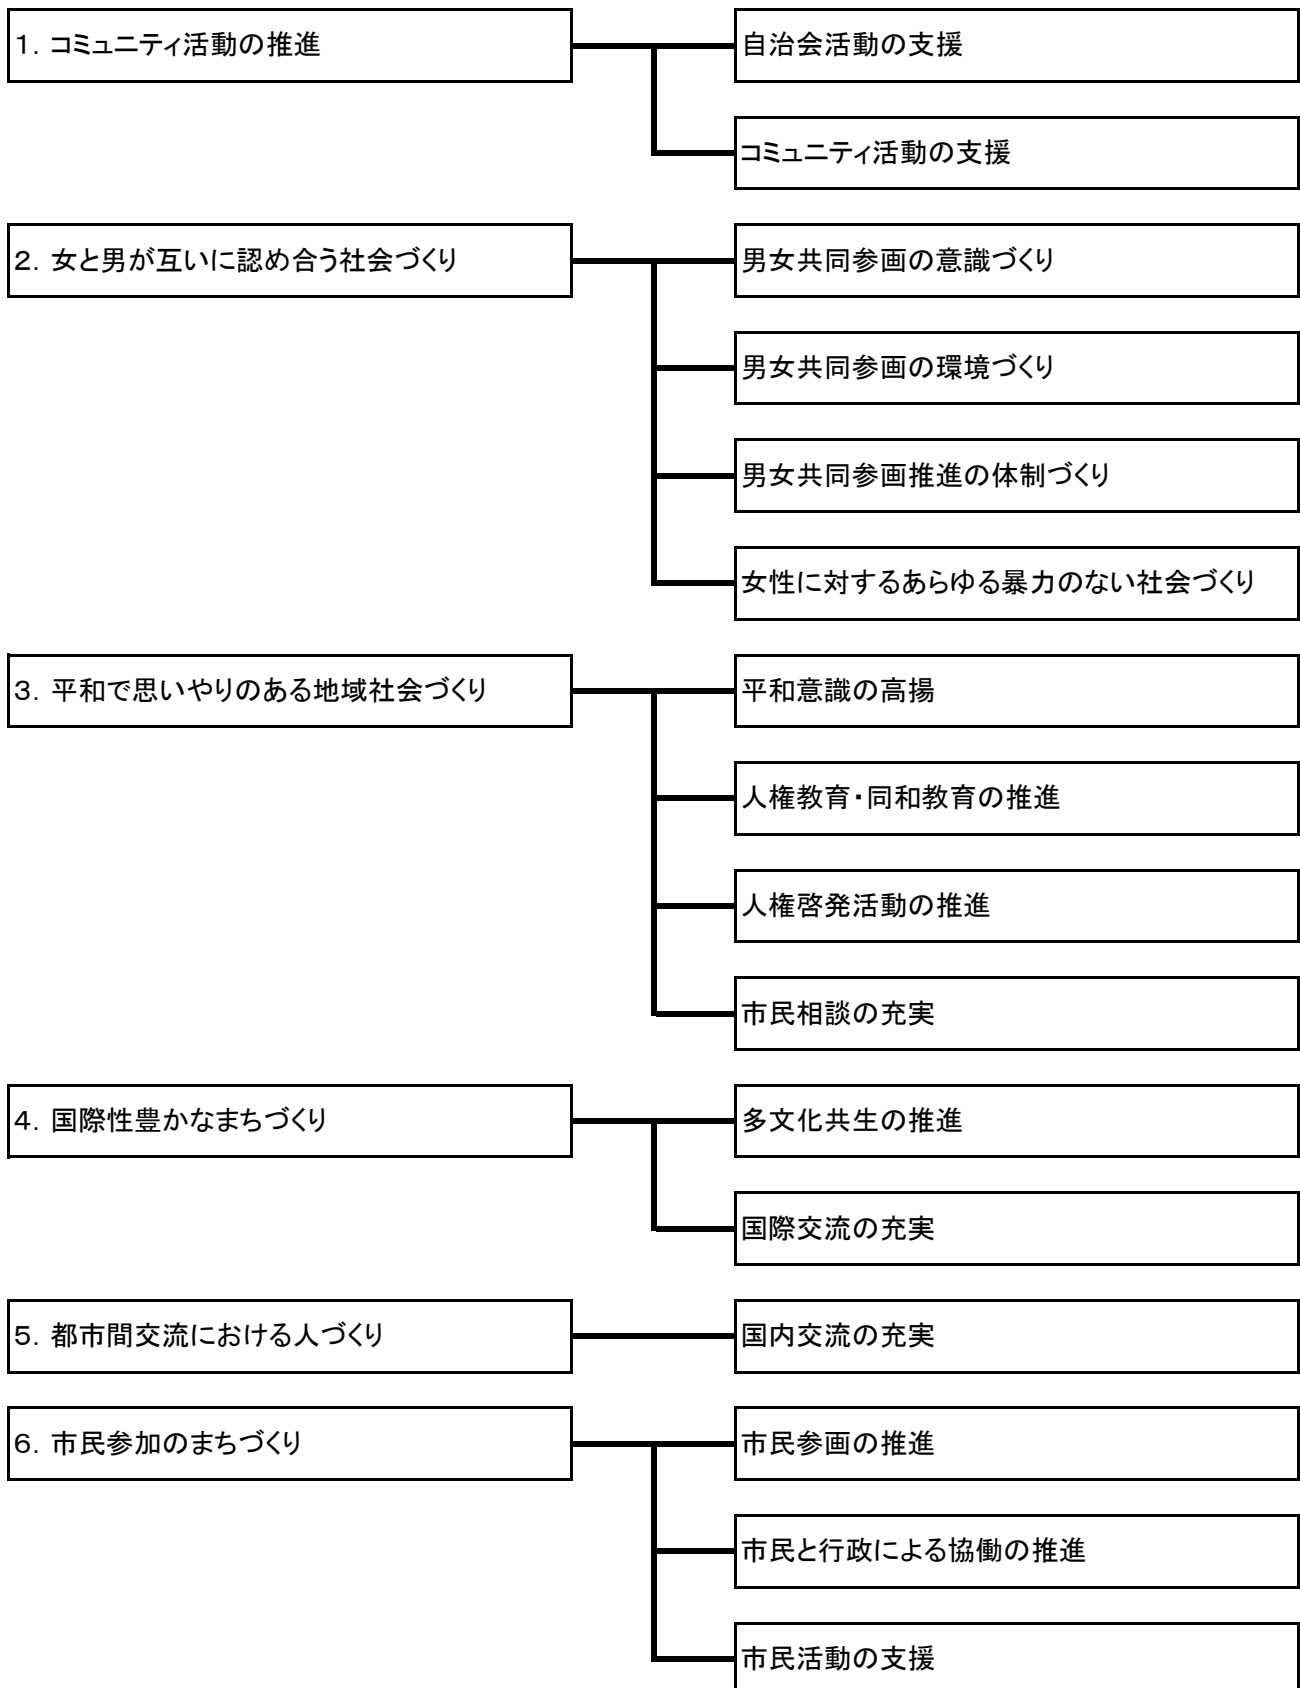 1. コミュニティ活動の推進
自治会活動の支援
コミュニティ活動の支援
2. 女と男が互いに認め合う社会づくり
男女共同参画の意識づくり
男女共同参画の環境づくり
男女共同参画推進の体制づくり
女性に対するあらゆる暴力のない社会づくり
3. 平和で思いやりのある地域社会づくり
平和意識の高揚
人権教育・同和教育の推進
人権啓発活動の推進
市民相談の充実
4. 国際性豊かなまちづくり
多文化共生の推進
国際交流の充実
5. 都市間交流における人づくり
国内交流の充実
6. 市民参加のまちづくり
市民参画の推進
市民と行政による協働の推進
市民活動の支援